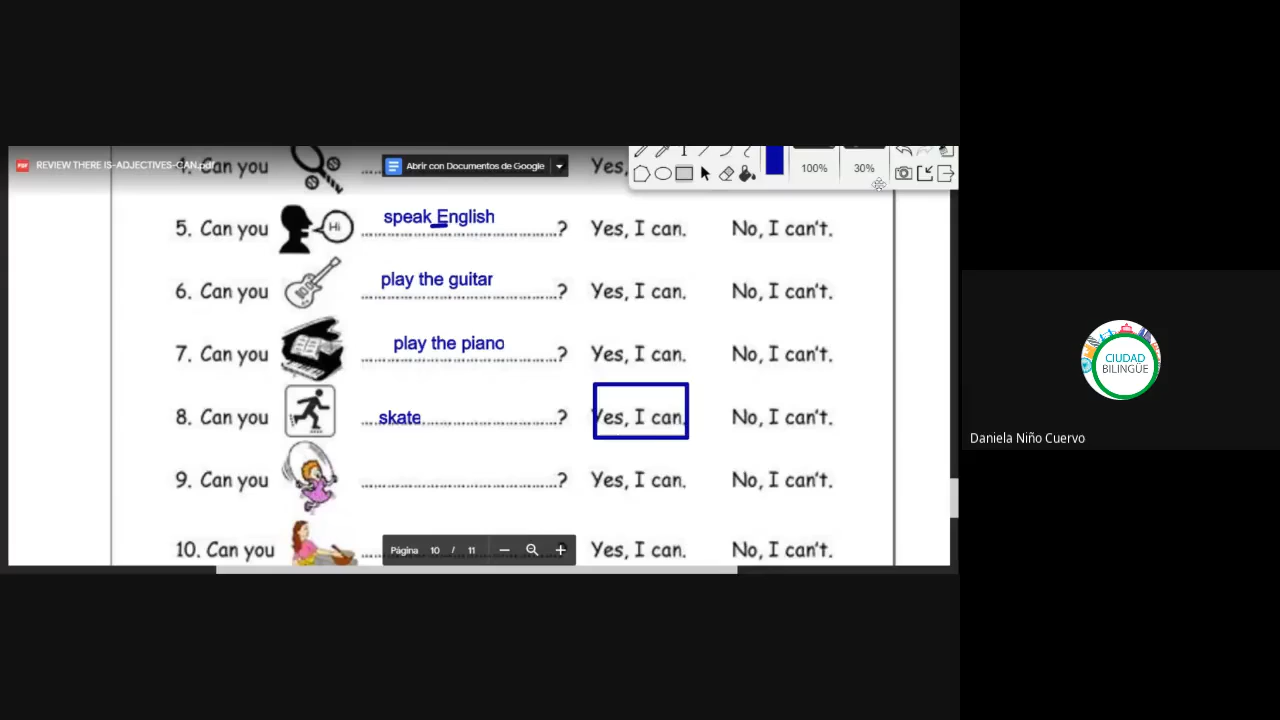 REVIEW THERE IS-ADJECTIVES-CAN.pdf
Abrir con Documentos de Google
100% 30%
4. Can you ..... Yes,
5. Can you Hi speak English ? Yes, I can. No, I can't.
6. Can you play the guitar ? Yes, I can. No, I can't.
7. Can you play the piano ? Yes, I can. No, I can't.
8. Can you skate ? Yes, I can. No, I can't.
9. Can you ..... ? Yes, I can. No, I can't.
10. Can you ..... ? Yes, I can. No, I can't.
Página 10 / 11
CIUDAD
BILINGÜE
Daniela Niño Cuervo